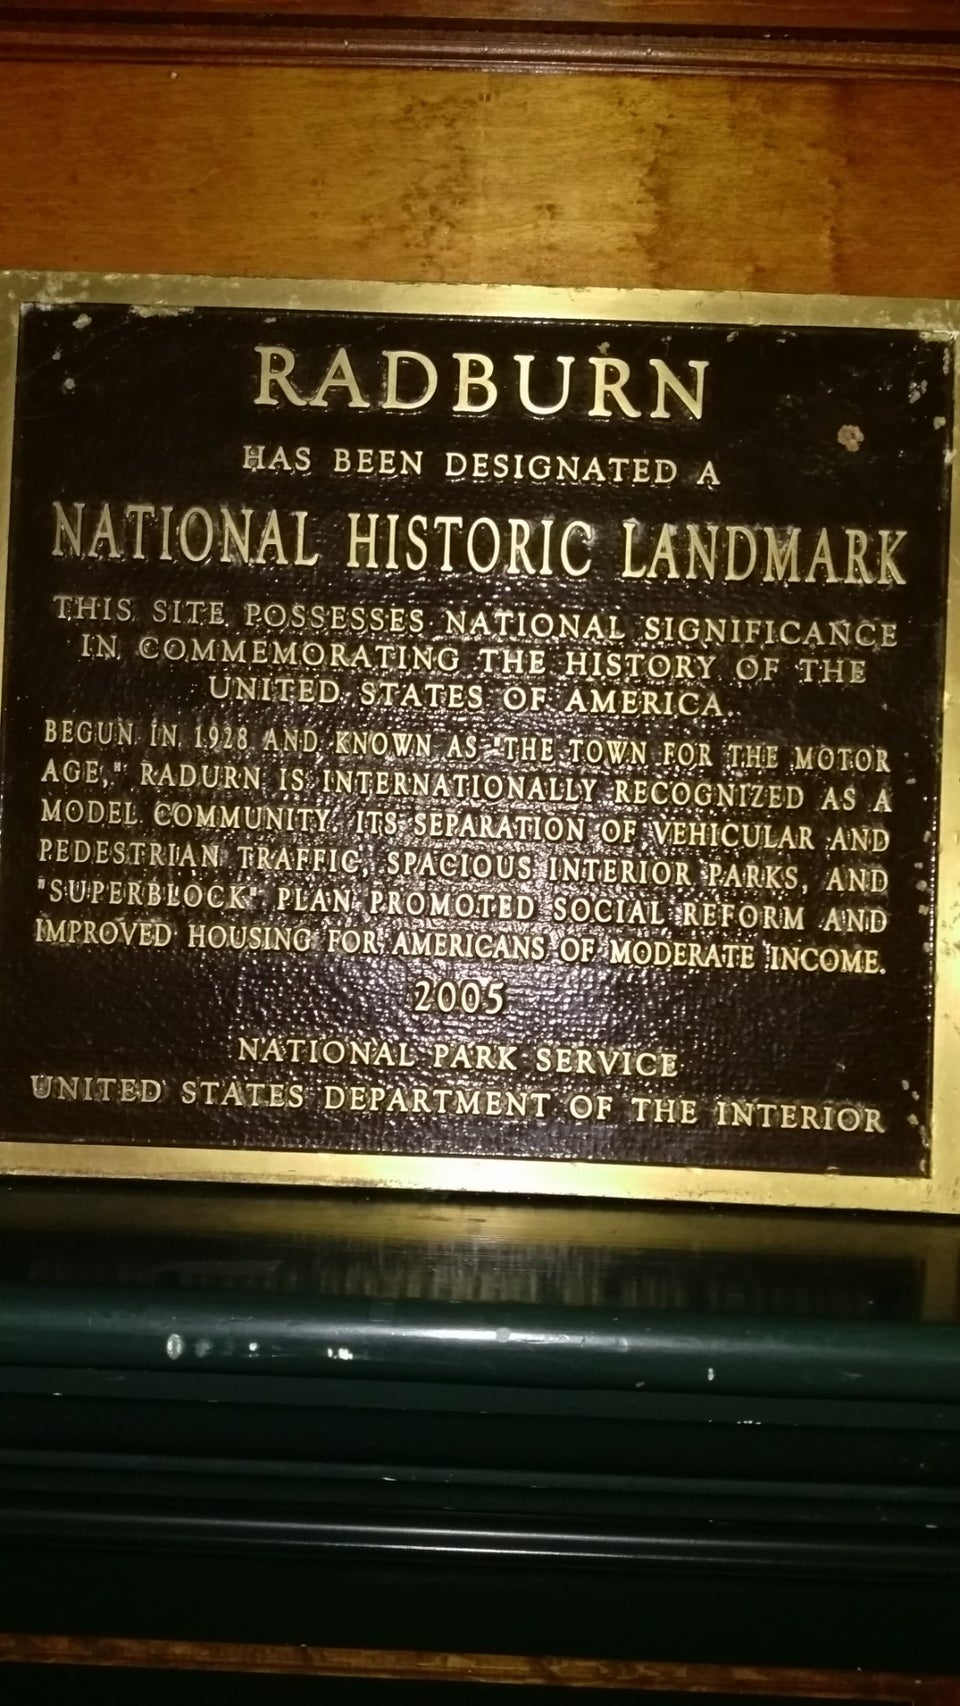 RADBURN
HAS BEEN DESIGNATED A
NATIONAL HISTORIC LANDMARK
THIS SITE POSSESSES NATIONAL SIGNIFICANCE
IN COMMEMORATING THE HISTORY OF THE
UNITED STATES OF AMERICA.
BEGUN IN 1928 AND KNOWN AS "THE TOWN FOR THE MOTOR
AGE," RADURN IS INTERNATIONALLY RECOGNIZED AS A
MODEL COMMUNITY. ITS SEPARATION OF VEHICULAR AND
PEDESTRIAN TRAFFIC, SPACIOUS INTERIOR PARKS, AND
"SUPERBLOCK" PLAN PROMOTED SOCIAL REFORM AND
IMPROVED HOUSING FOR AMERICANS OF MODERATE INCOME.
2005
NATIONAL PARK SERVICE
UNITED STATES DEPARTMENT OF THE INTERIOR